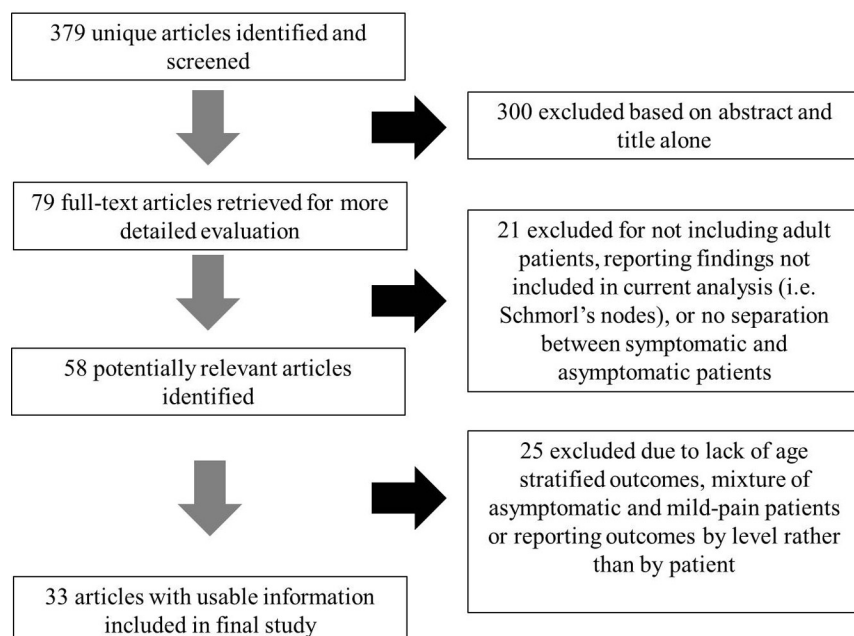 379 unique articles identified and
screened
300 excluded based on abstract and
title alone
79 full-text articles retrieved for more
detailed evaluation
21 excluded for not including adult
patients, reporting findings not
included in current analysis (i.e.
Schmorl’s nodes), or no separation
between symptomatic and
asymptomatic patients
58 potentially relevant articles
identified
25 excluded due to lack of age
stratified outcomes, mixture of
asymptomatic and mild-pain patients
or reporting outcomes by level rather
than by patient
33 articles with usable information
included in final study